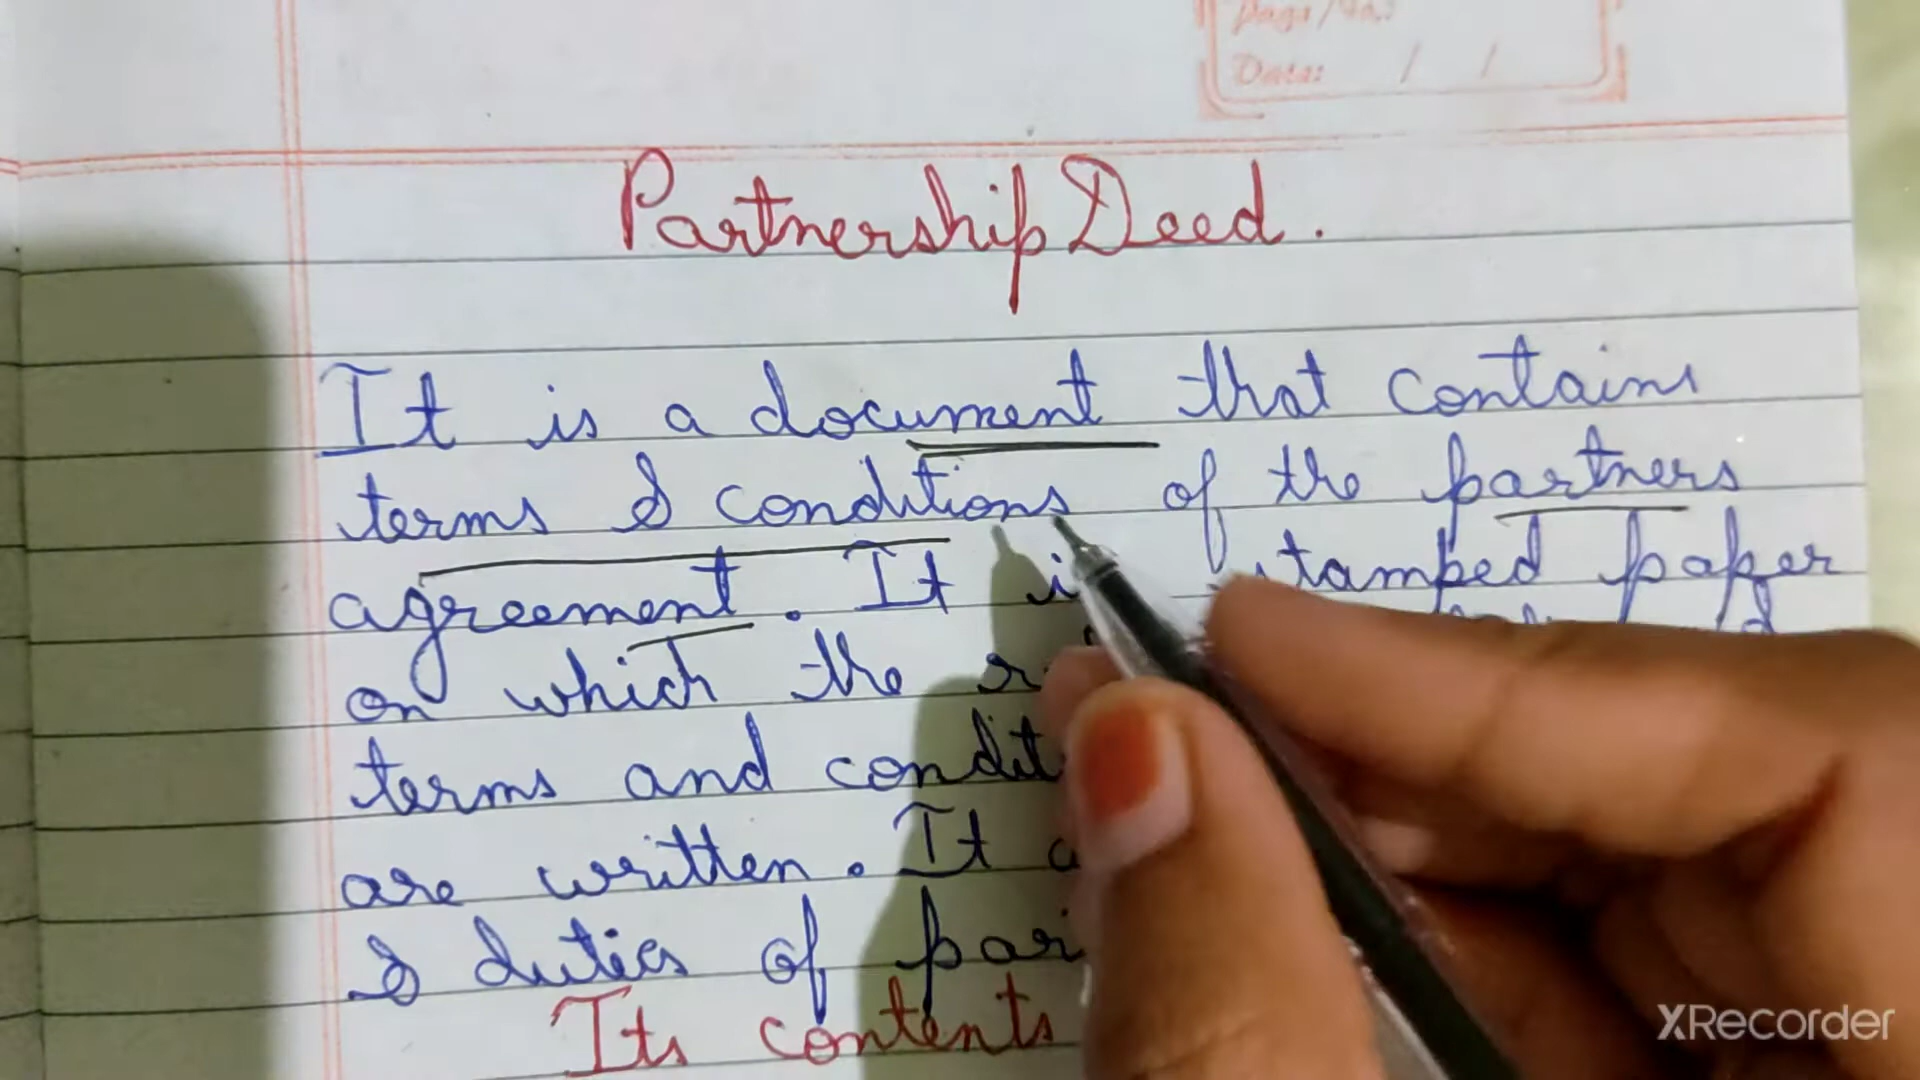 Page No.
Date: / /
Partnership Deed.
It is a document that contains
terms & conditions of the partners
agreement. It is stamped paper
on which the
terms and condit
are written. It
& duties of par
Its contents
XRecorder